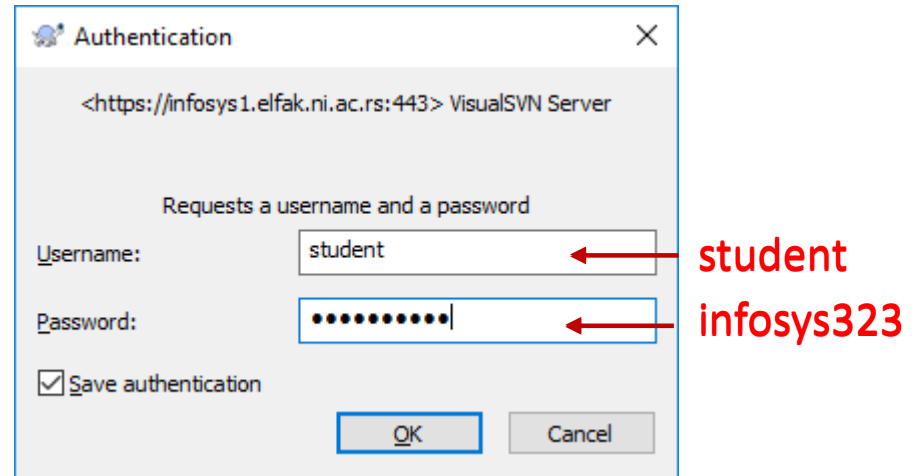 Authentication
<https://infosys1.elfak.ni.ac.rs:443> VisualSVN Server
Requests a username and a password
Username: student student
Password: ●●●●●●●●●● infosys323
Save authentication
OK Cancel